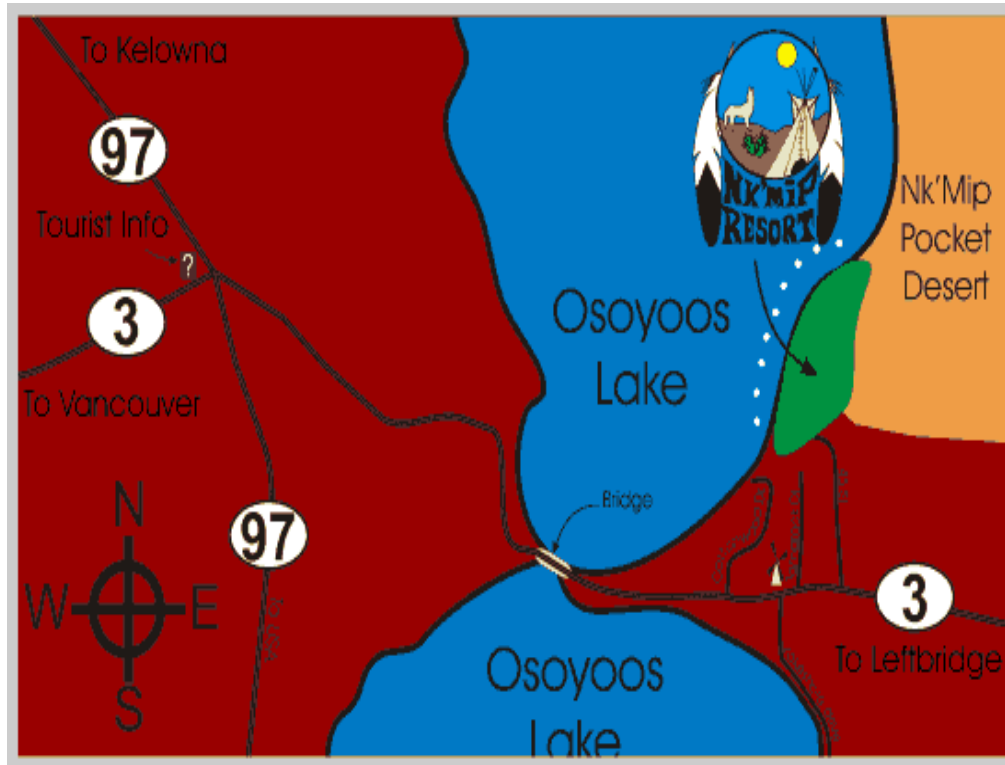 To Kelowna
97
Tourist Info
?
3
To Vancouver
N
W E
S
97
Nk'Mip
Resort
Osoyoos
Lake
Nk'Mip
Pocket
Desert
Bridge
3
To Leftbridge
Osoyoos
Lake